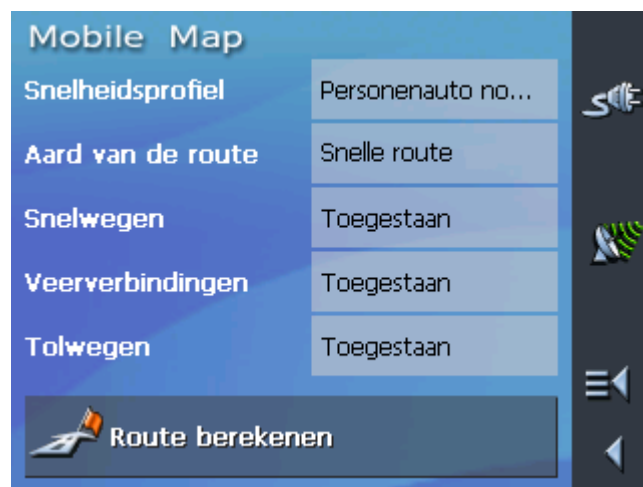 Mobile Map
Snelheidsprofiel Personenauto no...
Aard van de route Snelle route
Snelwegen Toegestaan
Veerverbindingen Toegestaan
Tolwegen Toegestaan
Route berekenen